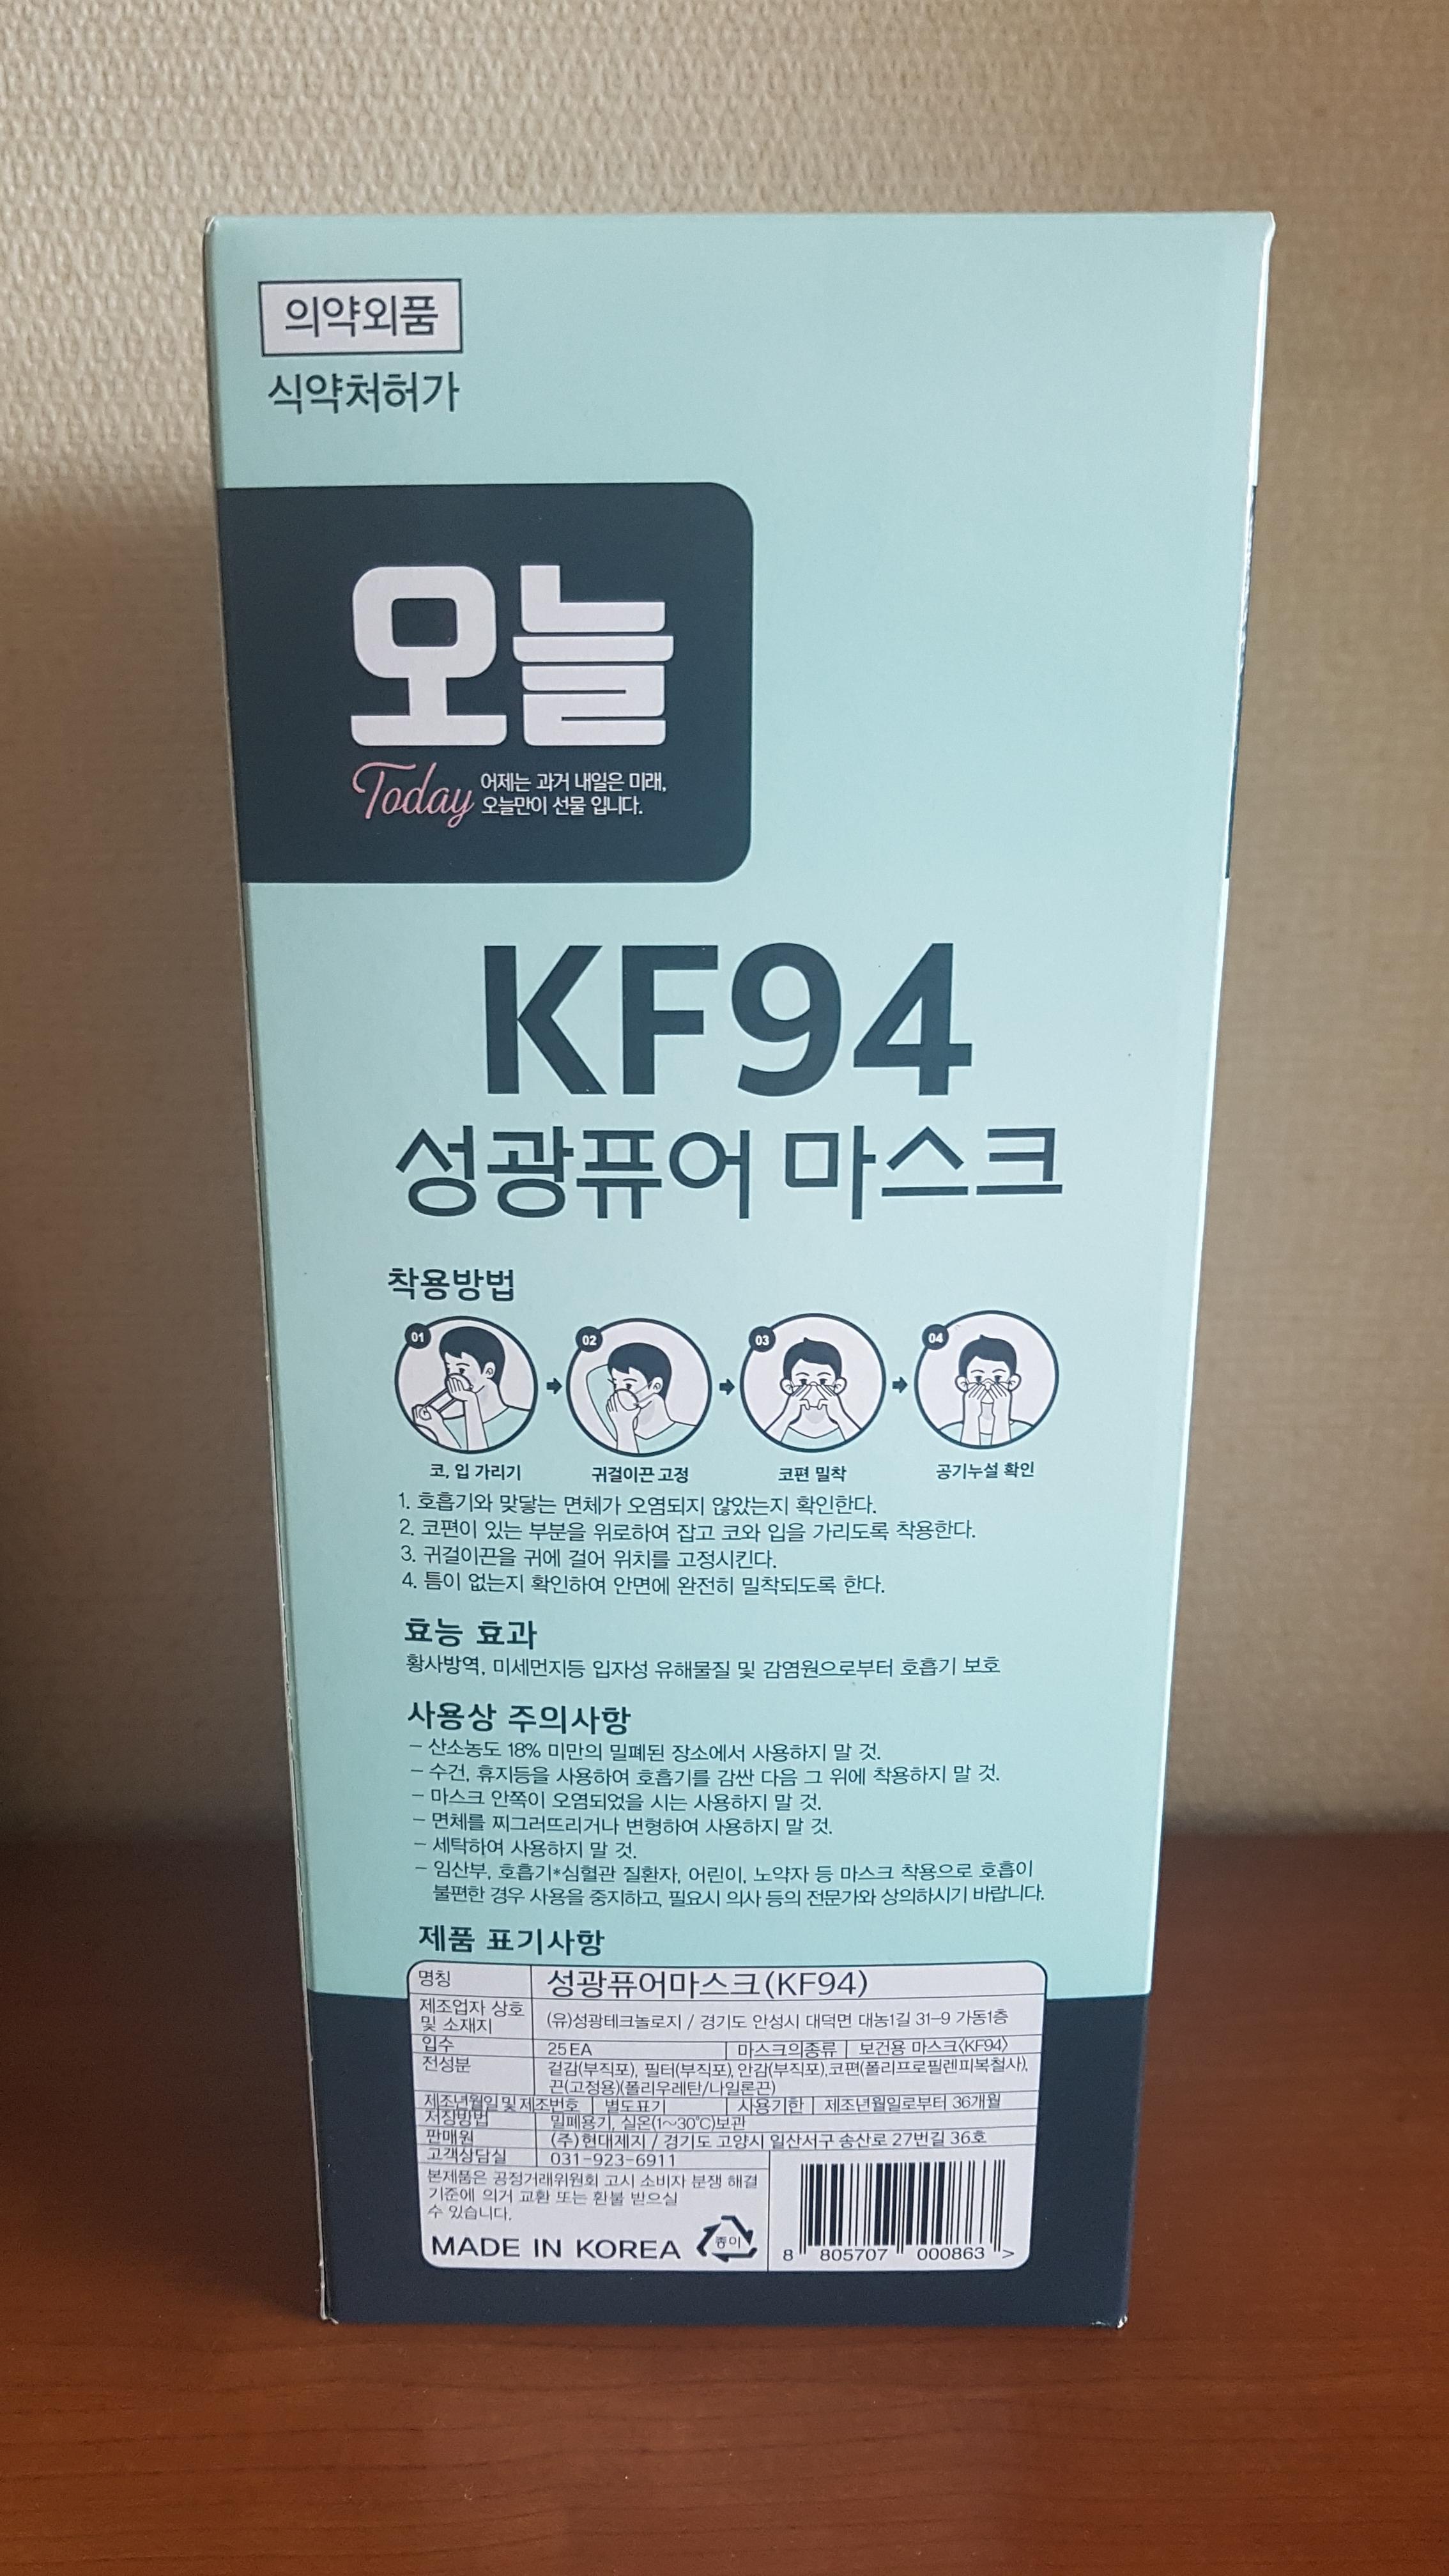 의약외품
식약처허가
오늘
Today 어제는 과거 내일은 미래,
오늘만이 선물 입니다.
KF94
성광퓨어 마스크
착용방법
01 02 03 04
코, 입 가리기 귀걸이끈 고정 코편 밀착 공기누설 확인
1. 호흡기와 맞닿는 면체가 오염되지 않았는지 확인한다.
2. 코편이 있는 부분을 위로하여 잡고 코와 입을 가리도록 착용한다.
3. 귀걸이끈을 귀에 걸어 위치를 고정시킨다.
4. 틈이 없는지 확인하여 안면에 완전히 밀착되도록 한다.
효능 효과
황사방역, 미세먼지등 입자성 유해물질 및 감염원으로부터 호흡기 보호
사용상 주의사항
- 산소농도 18% 미만의 밀폐된 장소에서 사용하지 말 것.
- 수건, 휴지등을 사용하여 호흡기를 감싼 다음 그 위에 착용하지 말 것.
- 마스크 안쪽이 오염되었을 시는 사용하지 말 것.
- 면체를 찌그러뜨리거나 변형하여 사용하지 말 것.
- 세탁하여 사용하지 말 것.
- 임산부, 호흡기*심혈관 질환자, 어린이, 노약자 등 마스크 착용으로 호흡이
불편한 경우 사용을 중지하고, 필요시 의사 등의 전문가와 상의하시기 바랍니다.
제품 표기사항
명칭 성광퓨어마스크(KF94)
제조업자 상호
및 소재지 (유)성광테크놀로지 / 경기도 안성시 대덕면 대농1길 31-9 가동1층
입수 25EA 마스크의종류 보건용 마스크<KF94>
전성분 겉감(부직포), 필터(부직포), 안감(부직포),코편(폴리프로필렌피복철사),
끈(고정용)(폴리우레탄/나일론끈)
제조년월일 및 제조번호 별도표기 사용기한 제조년월일로부터 36개월
저장방법 밀폐용기, 실온(1~30℃)보관
판매원 (주)현대제지 / 경기도 고양시 일산서구 송산로 27번길 36호
고객상담실 031-923-6911
본제품은 공정거래위원회 고시 소비자 분쟁 해결
기준에 의거 교환 또는 환불 받으실
수 있습니다.
MADE IN KOREA 종이
8 805707 000863 >